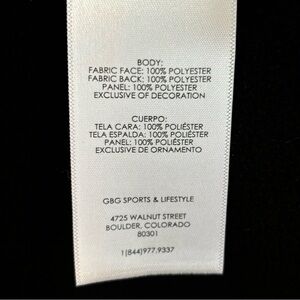 BODY:
FABRIC FACE: 100% POLYESTER
FABRIC BACK: 100% POLYESTER
PANEL: 100% POLYESTER
EXCLUSIVE OF DECORATION
CUERPO:
TELA CARA: 100% POLIÉSTER
TELA ESPALDA: 100% POLIÉSTER
PANEL: 100% POLIÉSTER
EXCLUSIVE DE ORNAMENTO
GBG SPORTS & LIFESTYLE
4725 WALNUT STREET
BOULDER, COLORADO
80301
1(844)977.9337